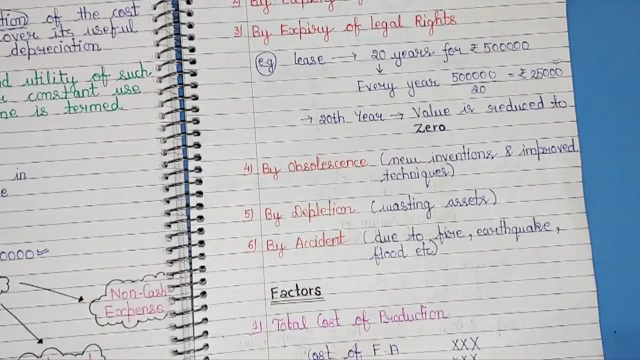 tion) of the cost
over its useful
depreciation
d utility of such
constant use
ne is termed
in
e
0000
Non-Cash
Expense
2)
3) By Expiry of Legal Rights
eg Lease → 20 years for ₹ 500000
↓
Every year 500000/20 = ₹ 25000
→ 20th Year → Value is reduced to
Zero
4) By Obsolescence (new inventions & improved
techniques)
5) By Depletion (wasting assets)
6) By Accident (due to fire, earthquake,
flood etc)
Factors
1) Total Cost of Production
Cost of F.A XXX